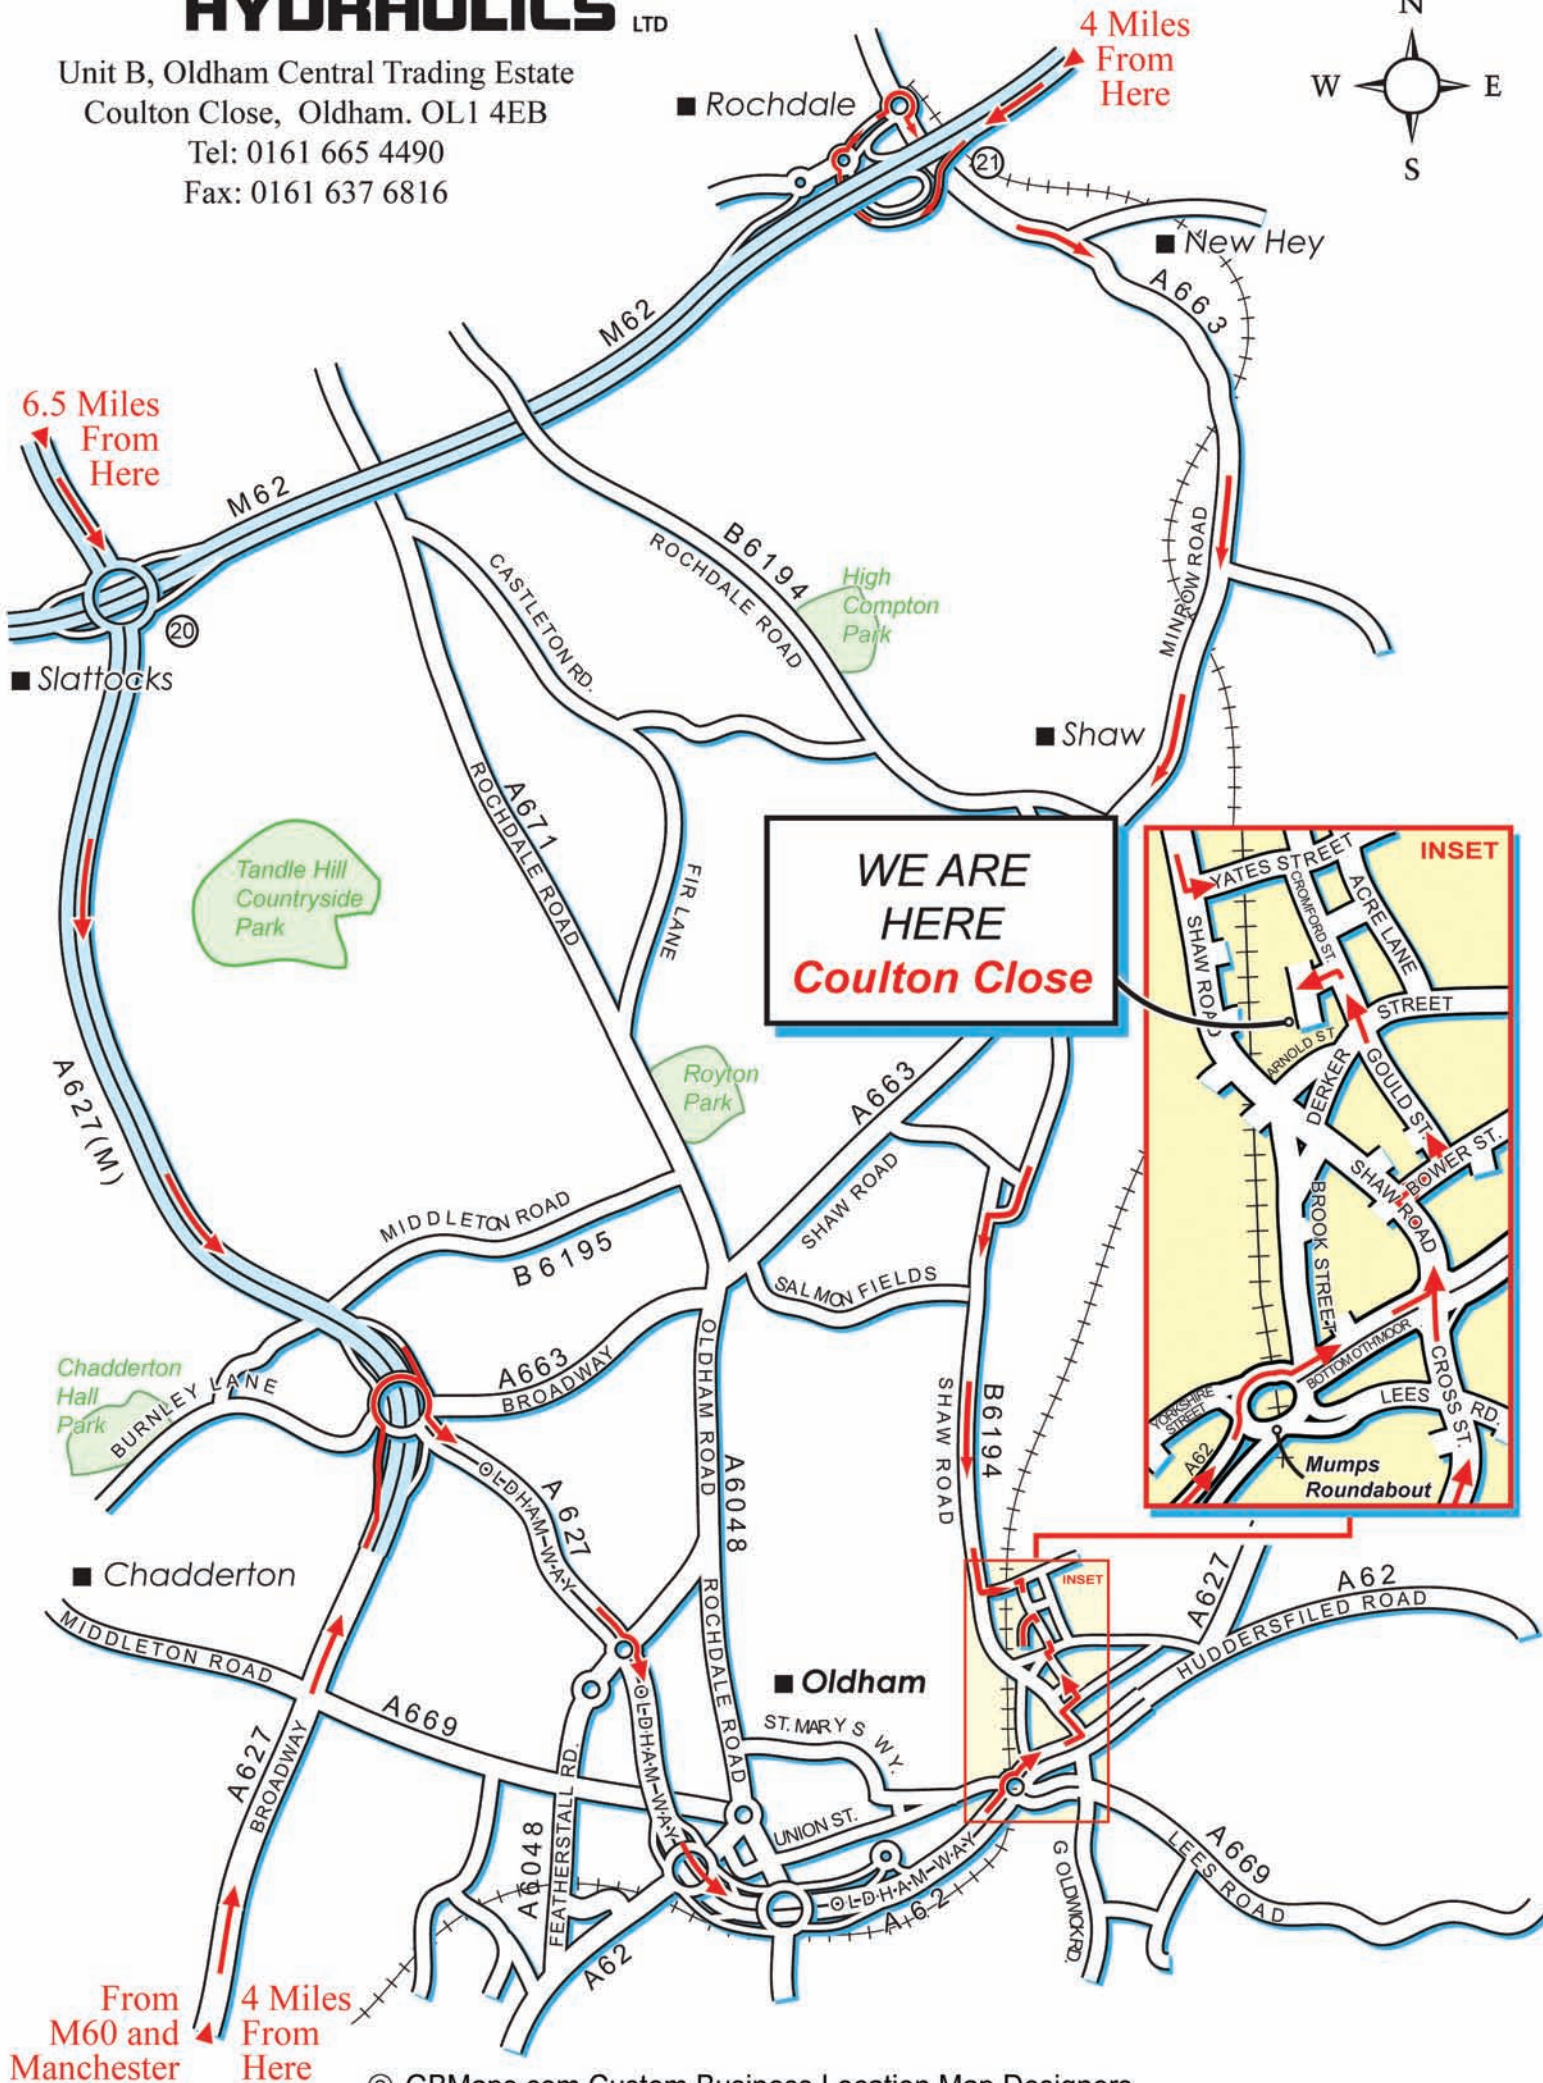 HYDRAULICS LTD
Unit B, Oldham Central Trading Estate
Coulton Close, Oldham. OL1 4EB
Tel: 0161 665 4490
Fax: 0161 637 6816
N
W
E
S
4 Miles
From
Here
Rochdale
21
New Hey
A663
M62
6.5 Miles
From
Here
M62
20
Slattocks
CASTLETON RD.
B6194
ROCHDALE ROAD
High
Compton
Park
MINROW ROAD
Shaw
A671
ROCHDALE ROAD
FIR LANE
Tandle Hill
Countryside
Park
WE ARE
HERE
Coulton Close
INSET
YATES STREET
CROMFORD ST.
ACRE LANE
SHAW ROAD
STREET
ARNOLD ST
DERKER
GOULD ST.
BOWER ST.
SHAW ROAD
BROOK STREET
BOTTOMOTHMOOR
CROSS ST.
LEES RD.
YORKSHIRE
STREET
A62
Mumps
Roundabout
A627(M)
Royton
Park
A663
SHAW ROAD
MIDDLETON ROAD
B6195
SALMON FIELDS
Chadderton
Hall
Park
BURNLEY LANE
A663
BROADWAY
OLDHAM ROAD
A6048
SHAW ROAD
B6194
OLDHAM WAY
A627
Chadderton
MIDDLETON ROAD
A669
A627
BROADWAY
ROCHDALE ROAD
OLDHAM WAY
Oldham
ST. MARYS WY.
INSET
A627
A62
HUDDERSFILED ROAD
A6048
FEATHERSTALL RD.
UNION ST.
OLDHAM WAY
A62
A62
GOLDWICK RD.
A669
LEES ROAD
From
M60 and
Manchester
4 Miles
From
Here
© GBMaps.com Custom Business Location Map Designers